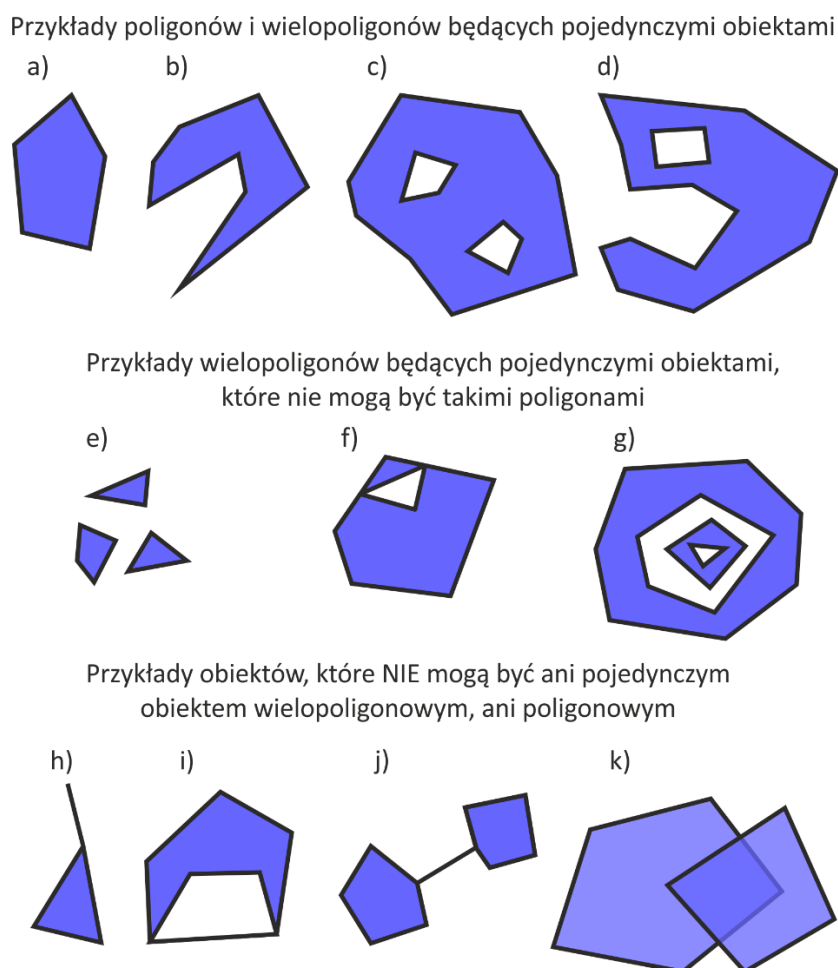 Przykłady poligonów i wielopoligonów będących pojedynczymi obiektami
a) b) c) d)
Przykłady wielopoligonów będących pojedynczymi obiektami,
które nie mogą być takimi poligonami
e) f) g)
Przykłady obiektów, które NIE mogą być ani pojedynczym
obiektem wielopoligonowym, ani poligonowym
h) i) j) k)